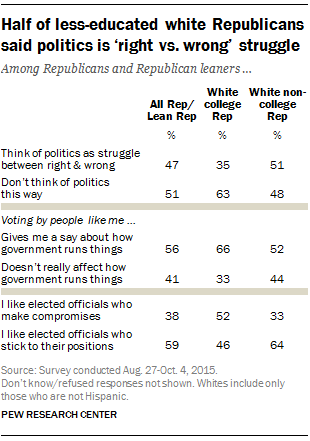 Half of less-educated white Republicans
said politics is ‘right vs. wrong’ struggle
Among Republicans and Republican leaners ...
All Rep/ Lean Rep White college Rep White non-college Rep
% % %
Think of politics as struggle
between right & wrong 47 35 51
Don't think of politics
this way 51 63 48
Voting by people like me ...
Gives me a say about how
government runs things 56 66 52
Doesn't really affect how
government runs things 41 33 44
I like elected officials who
make compromises 38 52 33
I like elected officials who
stick to their positions 59 46 64
Source: Survey conducted Aug. 27-Oct. 4, 2015.
Don't know/refused responses not shown. Whites include only
those who are not Hispanic.
PEW RESEARCH CENTER